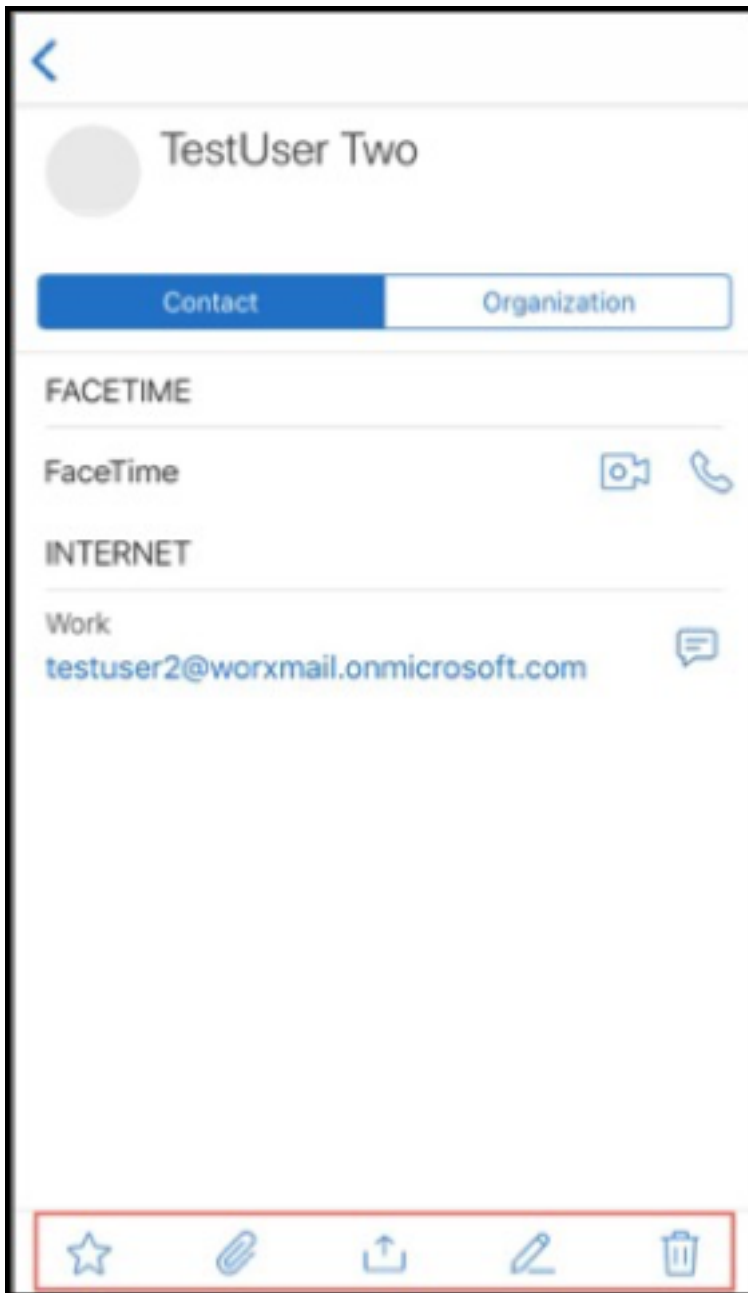 TestUser Two
Contact Organization
FACETIME
FaceTime
INTERNET
Work
testuser2@worxmail.onmicrosoft.com